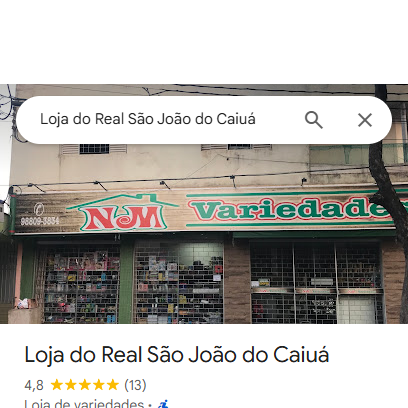 Loja do Real São João do Caiuá
98809-3834
NJM
Variedade
Loja do Real São João do Caiuá
4,8 (13)
Loja de variedades ·